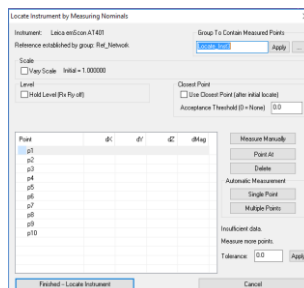 Locate Instrument by Measuring Nominals
Instrument: Leica emScon AT401
Reference established by group: Ref_Network
Group To Contain Measured Points
Locate_Inst
Apply
...
Scale
Vary Scale Initial = 1.000000
Level
Hold Level (Rx Ry off)
Closest Point
Use Closest Point (after initial locate)
Acceptance Threshold (0 = None) 0.0
Point dX dY dZ dMag
p1
p2
p3
p4
p5
p6
p7
p8
p9
p10
Measure Manually
Point At
Delete
Automatic Measurement
Single Point
Multiple Points
Insufficient data.
Measure more points.
Tolerance: 0.0 Apply
Finished - Locate Instrument
Cancel